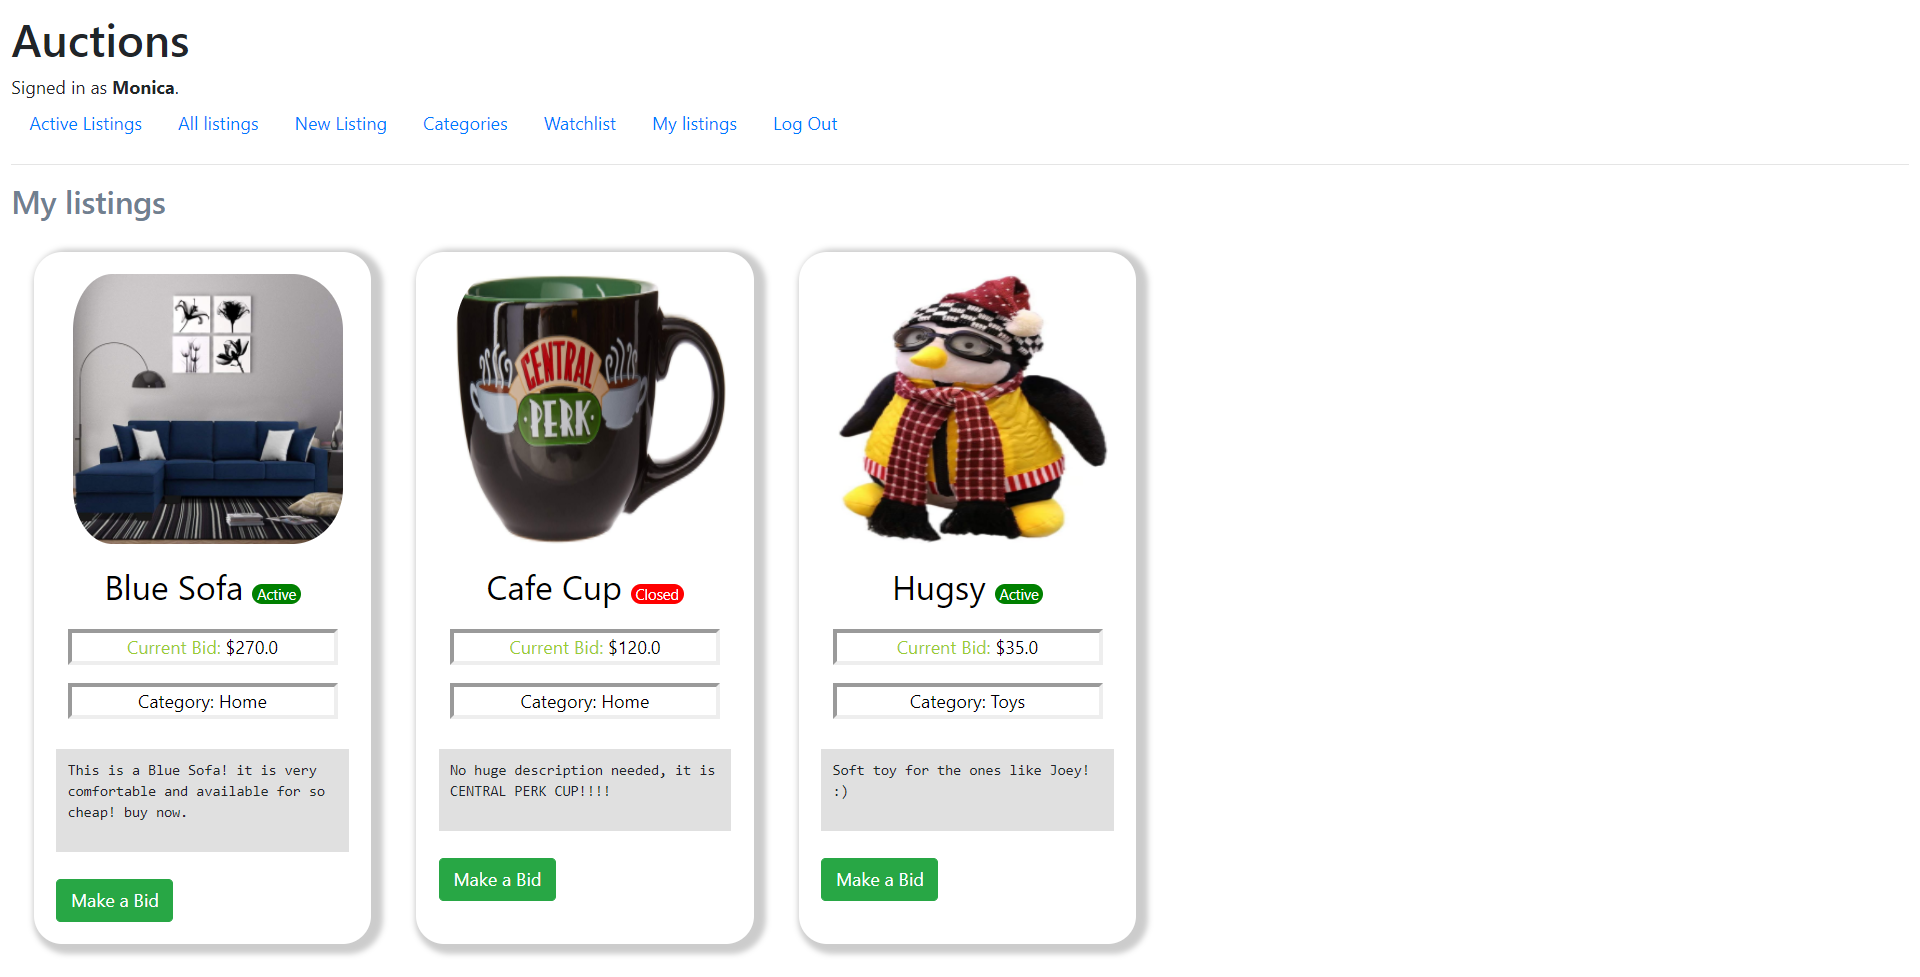 Auctions
Signed in as Monica.
Active Listings All listings New Listing Categories Watchlist My listings Log Out
My listings
CENTRAL
PERK
Blue Sofa Active
Current Bid: $270.0
Category: Home
This is a Blue Sofa! it is very
comfortable and available for so
cheap! buy now.
Make a Bid
Cafe Cup Closed
Current Bid: $120.0
Category: Home
No huge description needed, it is
CENTRAL PERK CUP!!!!
Make a Bid
Hugsy Active
Current Bid: $35.0
Category: Toys
Soft toy for the ones like Joey!
:)
Make a Bid